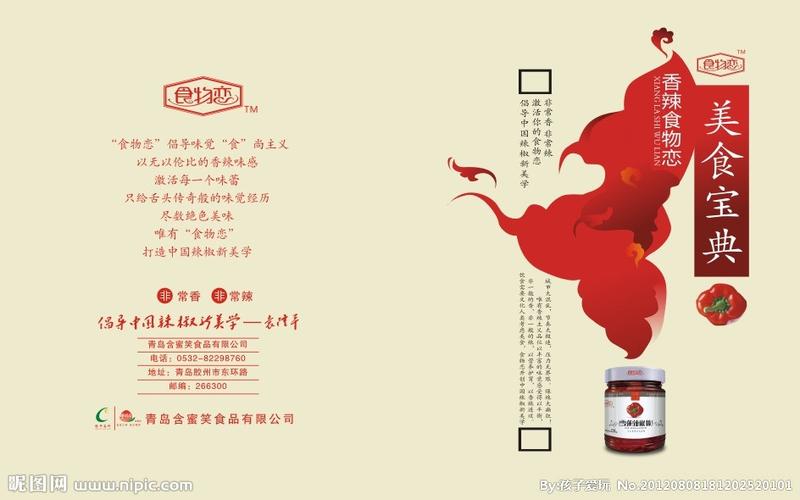 食物恋
TM
“食物恋”倡导味觉“食”尚主义
以无以伦比的香辣味感
激活每一个味蕾
只给舌头传奇般的味觉经历
尽数绝色美味
唯有“食物恋”
打造中国辣椒新美学
非 常香 非 常辣
倡导中国辣椒新美学——袁隆平
青岛含蜜笑食品有限公司
电话：0532-82298760
地址：青岛胶州市东环路
邮编：266300
青岛含蜜笑食品有限公司
食物恋
TM
美食宝典
香辣食物恋
XIANG LA SHI WU LIAN
非常香 非常辣
激活你的食物恋
倡导中国辣椒新美学
食物恋
昵图网 www.nipic.com
By:孩子爱玩 No.20120808181202520101